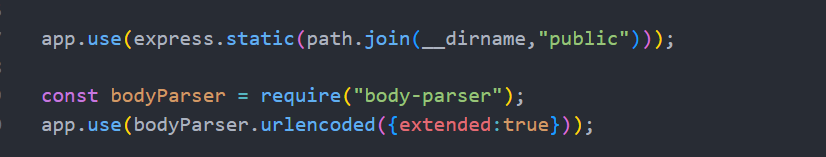 app.use(express.static(path.join(__dirname,"public")));
const bodyParser = require("body-parser");
app.use(bodyParser.urlencoded({extended:true}));